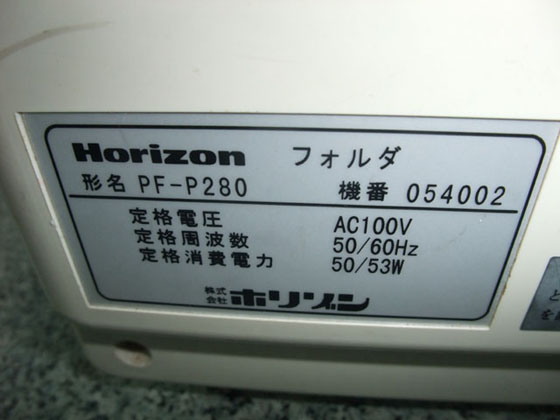 Horizon フォルダ
形名 PF-P280 機番 054002
定格電圧 AC100V
定格周波数 50/60Hz
定格消費電力 50/53W
株式会社 ホリゾン